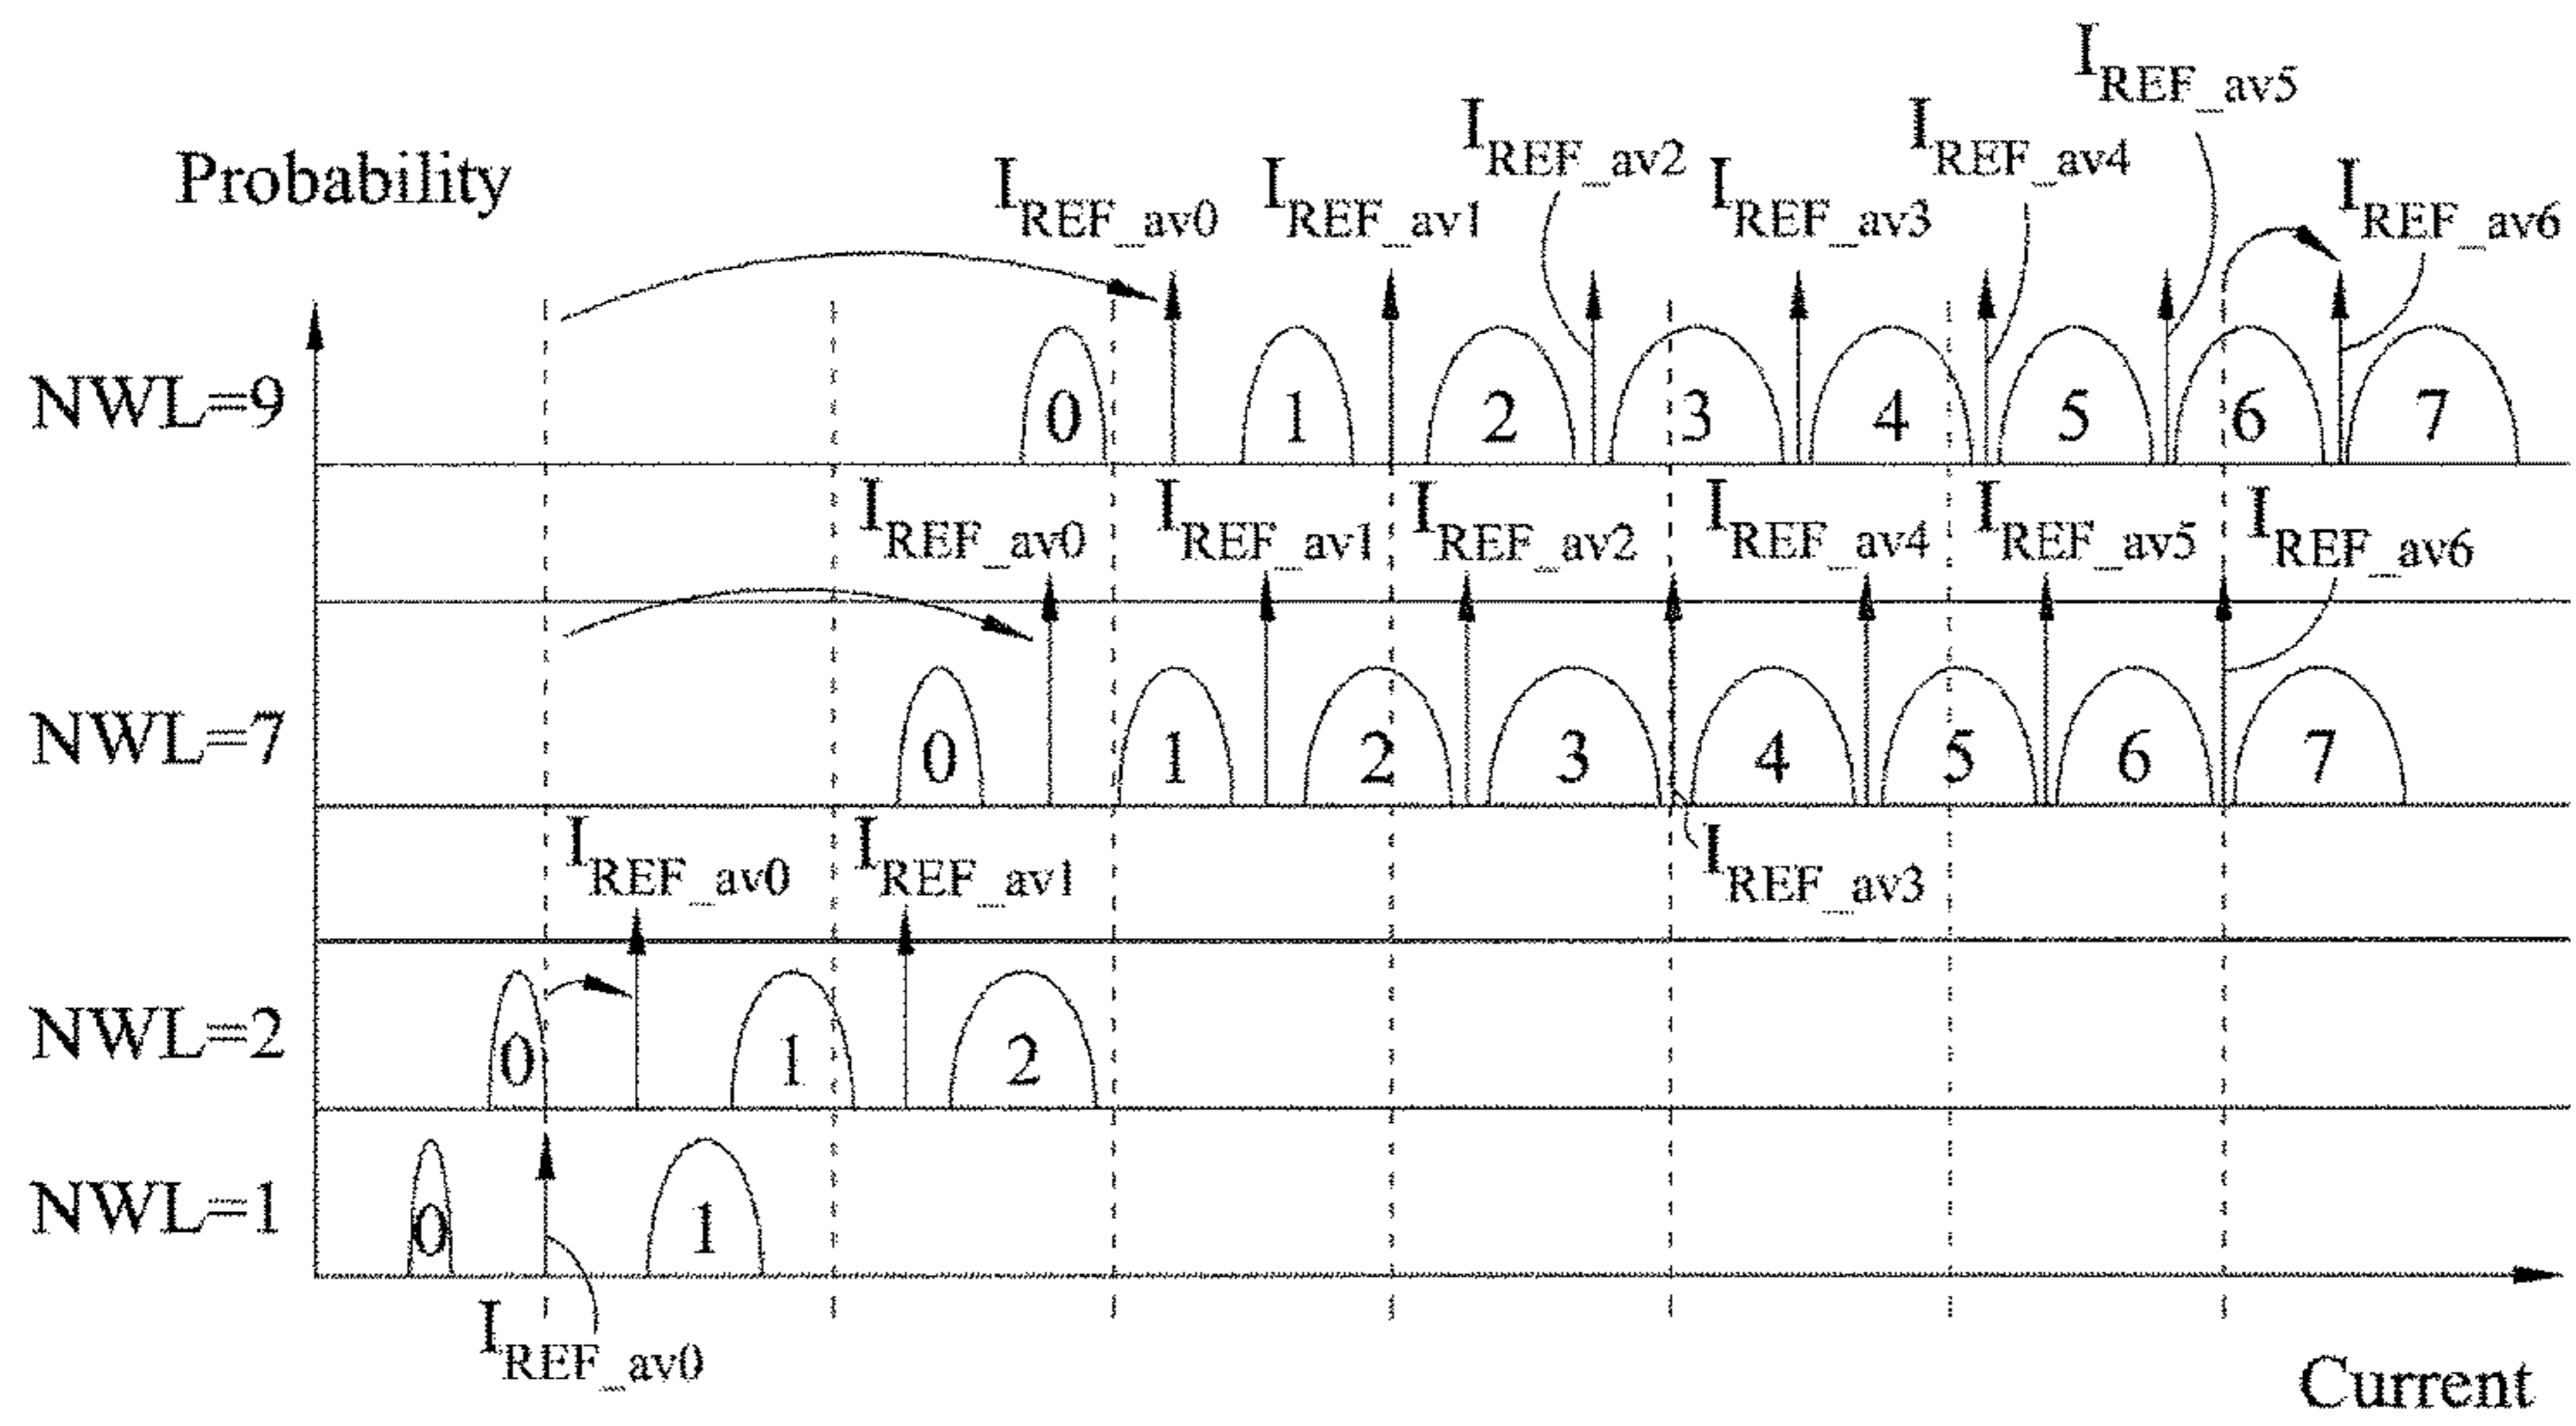 I_REF_av5
I_REF_av2 I_REF_av4
Probability I_REF_av0 I_REF_av1 I_REF_av3 I_REF_av6
NWL=9 0 1 2 3 4 5 6 7
I_REF_av0 I_REF_av1 I_REF_av2 I_REF_av4 I_REF_av5 I_REF_av6
NWL=7 0 1 2 3 4 5 6 7
I_REF_av0 I_REF_av1 I_REF_av3
NWL=2 0 1 2
NWL=1 0 1
I_REF_av0
Current